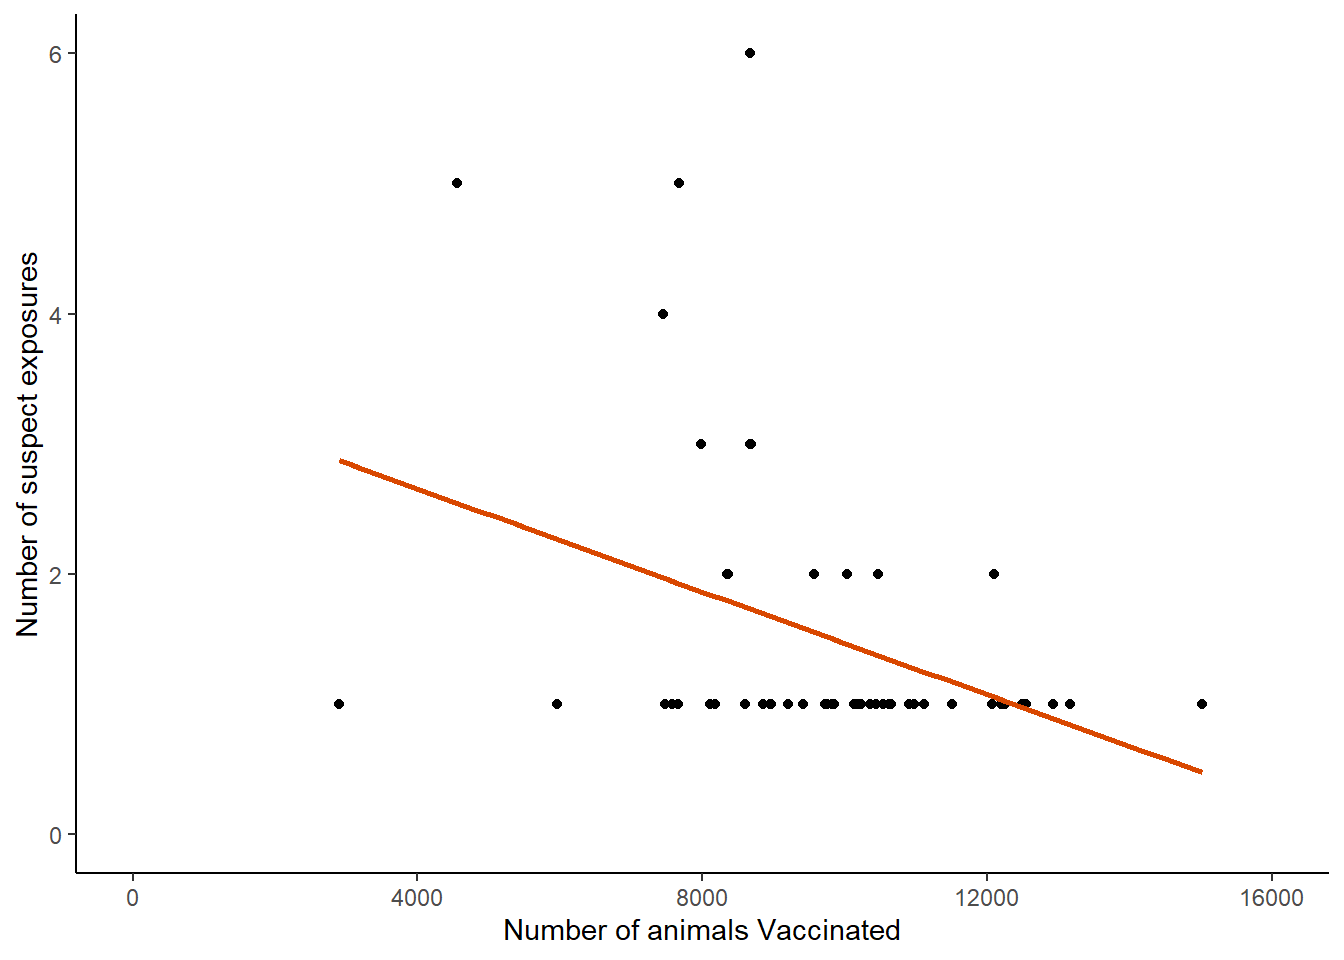 Number of suspect exposures
6
4
2
0
0 4000 8000 12000 16000
Number of animals Vaccinated